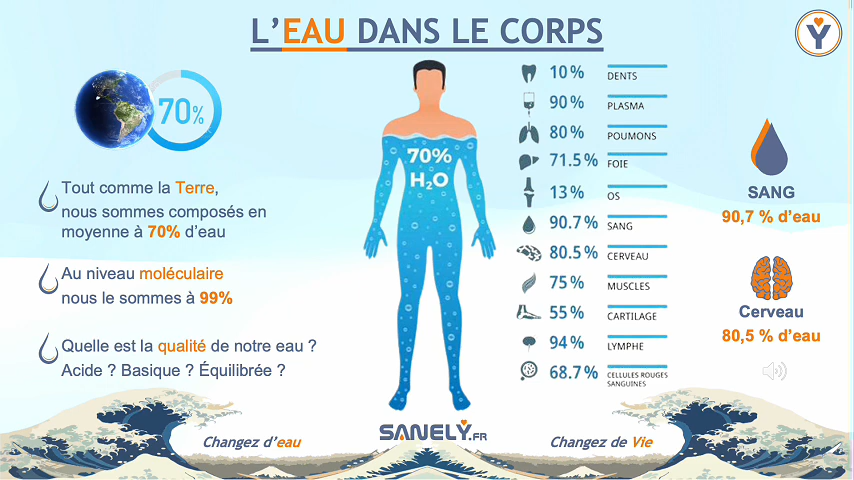 L'EAU DANS LE CORPS
Y
70%
Tout comme la Terre,
nous sommes composés en
moyenne à 70% d'eau
Au niveau moléculaire
nous le sommes à 99%
Quelle est la qualité de notre eau ?
Acide ? Basique ? Équilibrée ?
70%
H₂O
10% DENTS
90% PLASMA
80% POUMONS
71.5% FOIE
13% OS
90.7% SANG
80.5% CERVEAU
75% MUSCLES
55% CARTILAGE
94% LYMPHE
68.7% CELLULES ROUGES
SANGUINES
SANG
90,7 % d'eau
Cerveau
80,5 % d'eau
Changez d'eau
SANELY.FR
Changez de Vie